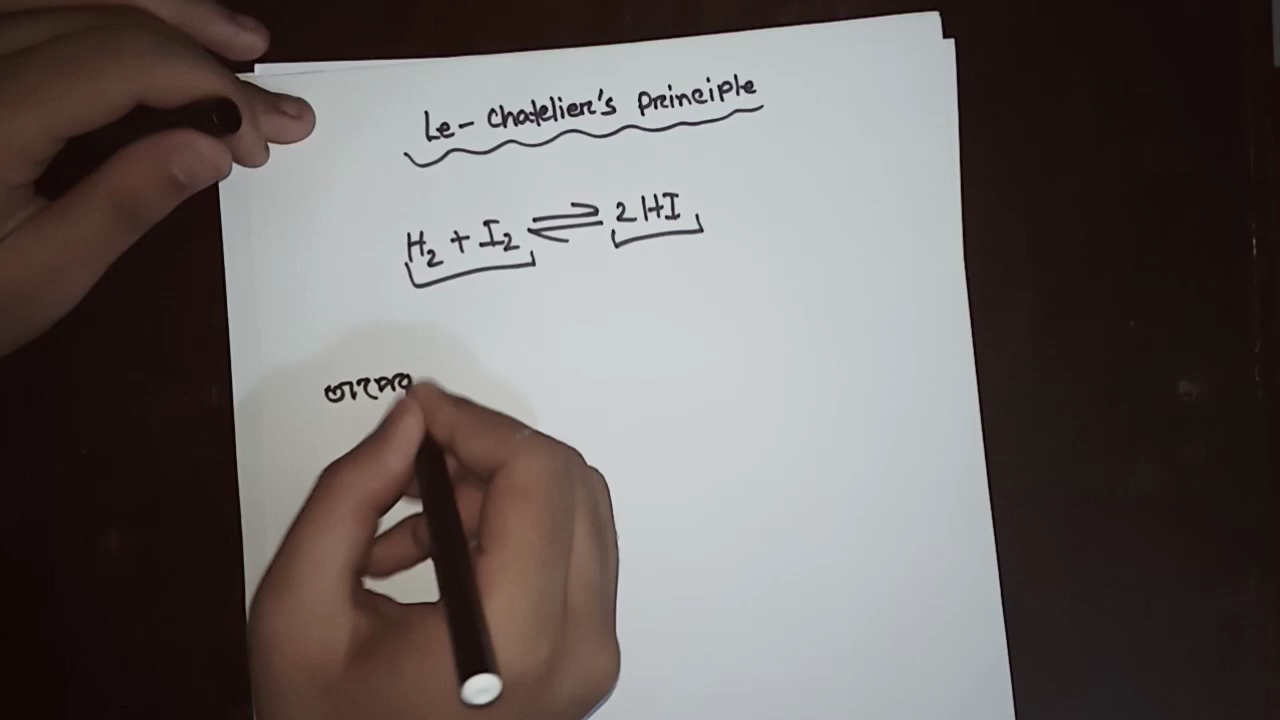 Le-Chatelier's principle
H₂ + I₂ ⇌ 2HI